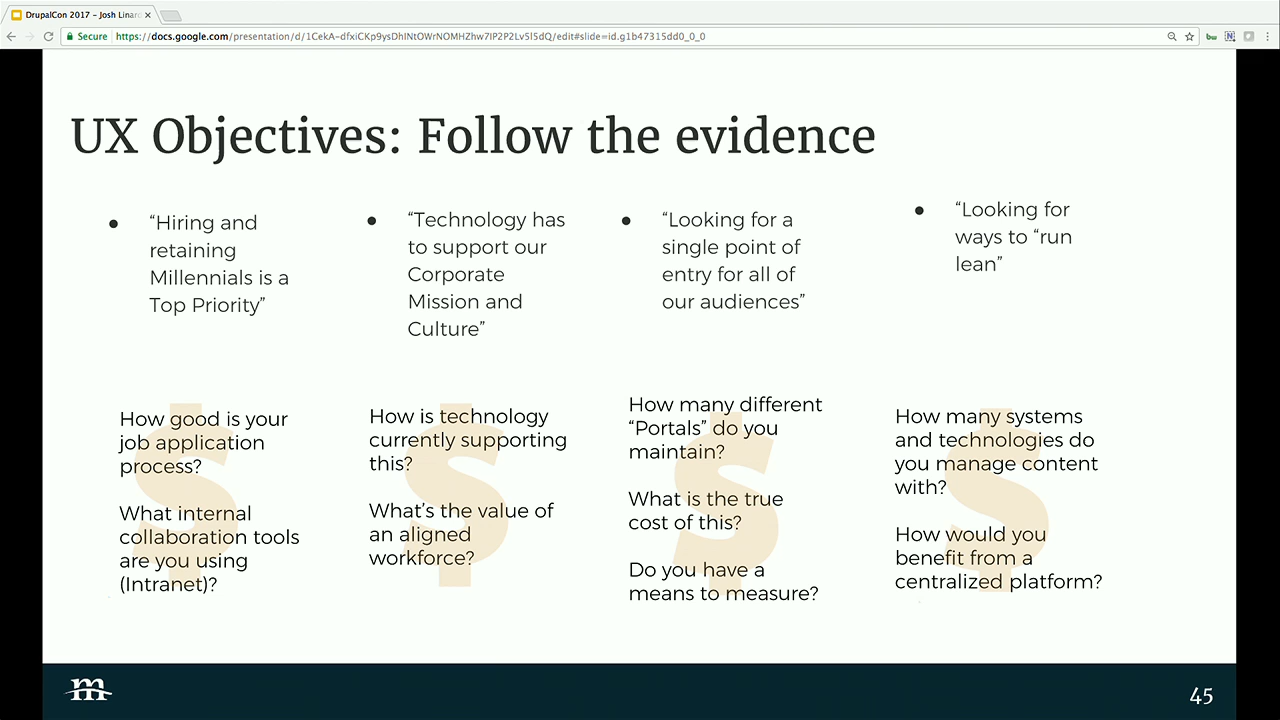 DrupalCon 2017 – Josh Linard
Secure
https://docs.google.com/presentation/d/1CekA-dfxiCKp9ysDhINtOWrNOMHZhw7IP2P2Lv5I5dQ/edit#slide=id.g1b47315dd0_0_0
UX Objectives: Follow the evidence
● “Hiring and
retaining
Millennials is a
Top Priority”
● “Technology has
to support our
Corporate
Mission and
Culture”
● “Looking for a
single point of
entry for all of
our audiences”
● “Looking for
ways to “run
lean”
How good is your
job application
process?
What internal
collaboration tools
are you using
(Intranet)?
How is technology
currently supporting
this?
What’s the value of
an aligned
workforce?
How many different
“Portals” do you
maintain?
What is the true
cost of this?
Do you have a
means to measure?
How many systems
and technologies do
you manage content
with?
How would you
benefit from a
centralized platform?
$ $ $ $
m
45